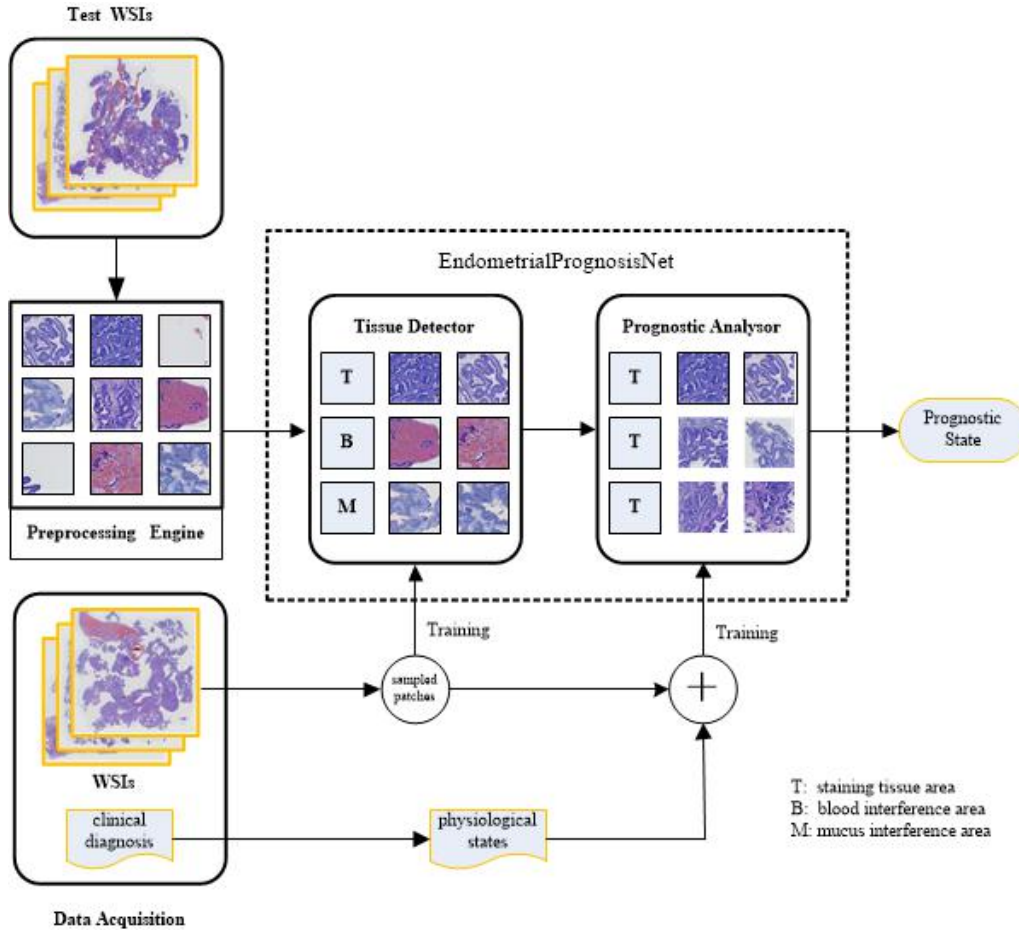 Test WSIs
EndometrialPrognosisNet
Tissue Detector
Prognostic Analysor
T
T
B
T
M
T
Prognostic
State
Preprocessing Engine
Training
Training
sampled
patches
+
WSIs
clinical
diagnosis
physiological
states
T: staining tissue area
B: blood interference area
M: mucus interference area
Data Acquisition